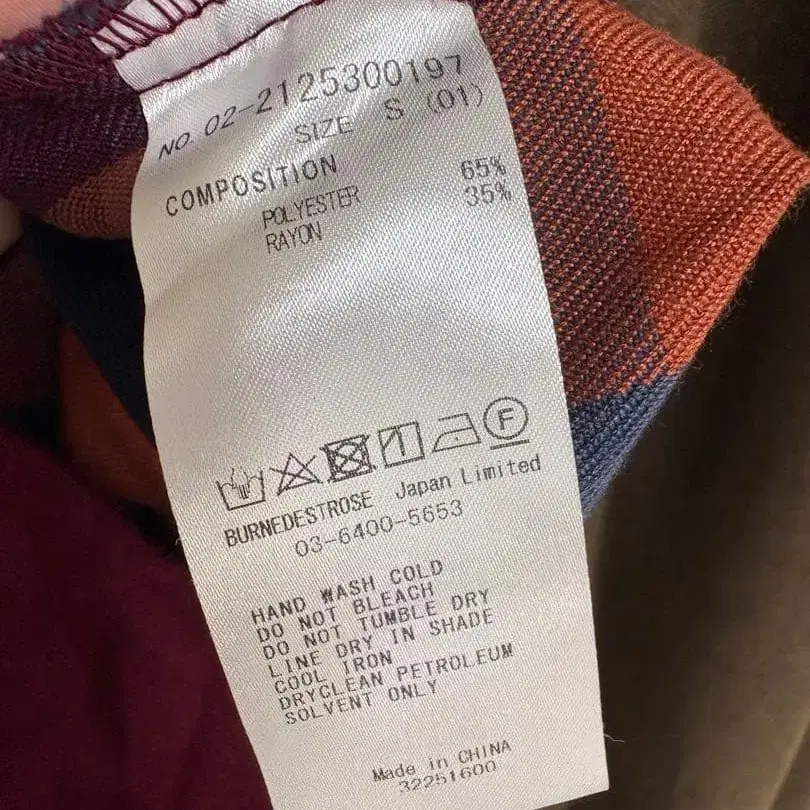 NO. 02-2125300197
SIZE S (01)
COMPOSITION
POLYESTER 65%
RAYON 35%
F
BURNEDESTROSE Japan Limited
03-6400-5653
HAND WASH COLD
DO NOT BLEACH
DO NOT TUMBLE DRY
LINE DRY IN SHADE
COOL IRON
DRYCLEAN PETROLEUM
SOLVENT ONLY
Made in CHINA
32251600